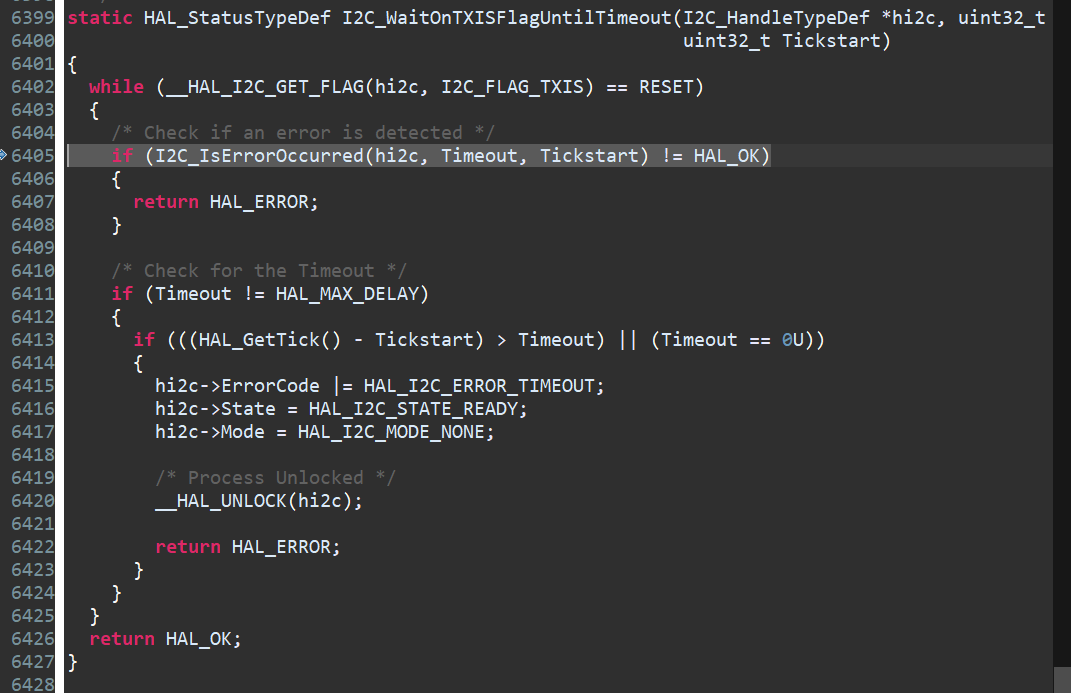 6399 static HAL_StatusTypeDef I2C_WaitOnTXISFlagUntilTimeout(I2C_HandleTypeDef *hi2c, uint32_t
6400                                                         uint32_t Tickstart)
6401 {
6402   while (__HAL_I2C_GET_FLAG(hi2c, I2C_FLAG_TXIS) == RESET)
6403   {
6404     /* Check if an error is detected */
6405     if (I2C_IsErrorOccurred(hi2c, Timeout, Tickstart) != HAL_OK)
6406     {
6407       return HAL_ERROR;
6408     }
6409
6410     /* Check for the Timeout */
6411     if (Timeout != HAL_MAX_DELAY)
6412     {
6413       if (((HAL_GetTick() - Tickstart) > Timeout) || (Timeout == 0U))
6414       {
6415         hi2c->ErrorCode |= HAL_I2C_ERROR_TIMEOUT;
6416         hi2c->State = HAL_I2C_STATE_READY;
6417         hi2c->Mode = HAL_I2C_MODE_NONE;
6418
6419         /* Process Unlocked */
6420         __HAL_UNLOCK(hi2c);
6421
6422         return HAL_ERROR;
6423       }
6424     }
6425   }
6426   return HAL_OK;
6427 }
6428